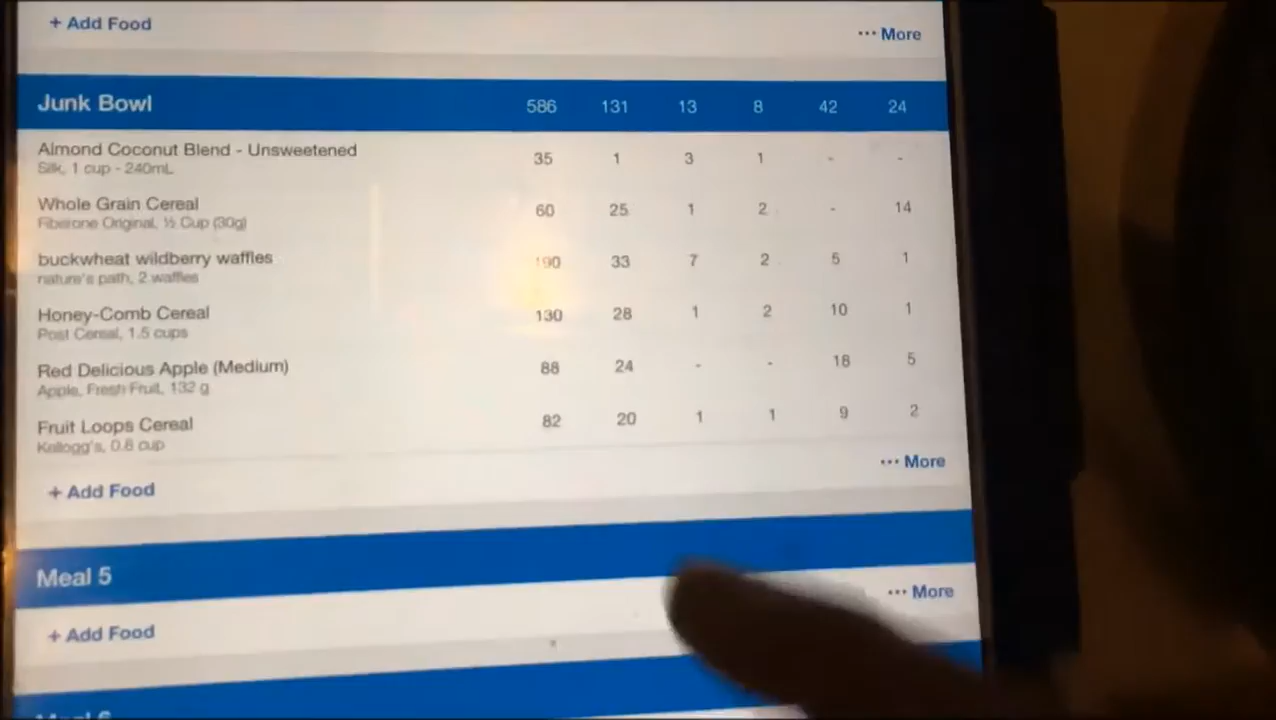 + Add Food
··· More
Junk Bowl 586 131 13 8 42 24
Almond Coconut Blend - Unsweetened 35 1 3 1 - -
Silk, 1 cup - 240mL
Whole Grain Cereal 60 25 1 2 - 14
Fiberone Original, ½ Cup (30g)
buckwheat wildberry waffles 190 33 7 2 5 1
nature's path, 2 waffles
Honey-Comb Cereal 130 28 1 2 10 1
Post Cereal, 1.5 cups
Red Delicious Apple (Medium) 88 24 - - 18 5
Apple, Fresh Fruit, 132 g
Fruit Loops Cereal 82 20 1 1 9 2
Kellogg's, 0.8 cup
··· More
+ Add Food
Meal 5
··· More
+ Add Food
Meal 6